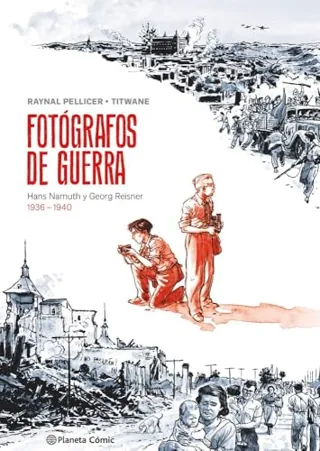 RAYNAL PELLICER • TITWANE
FOTÓGRAFOS
DE GUERRA
Hans Namuth y Georg Reisner
1936 – 1940
Planeta Cómic